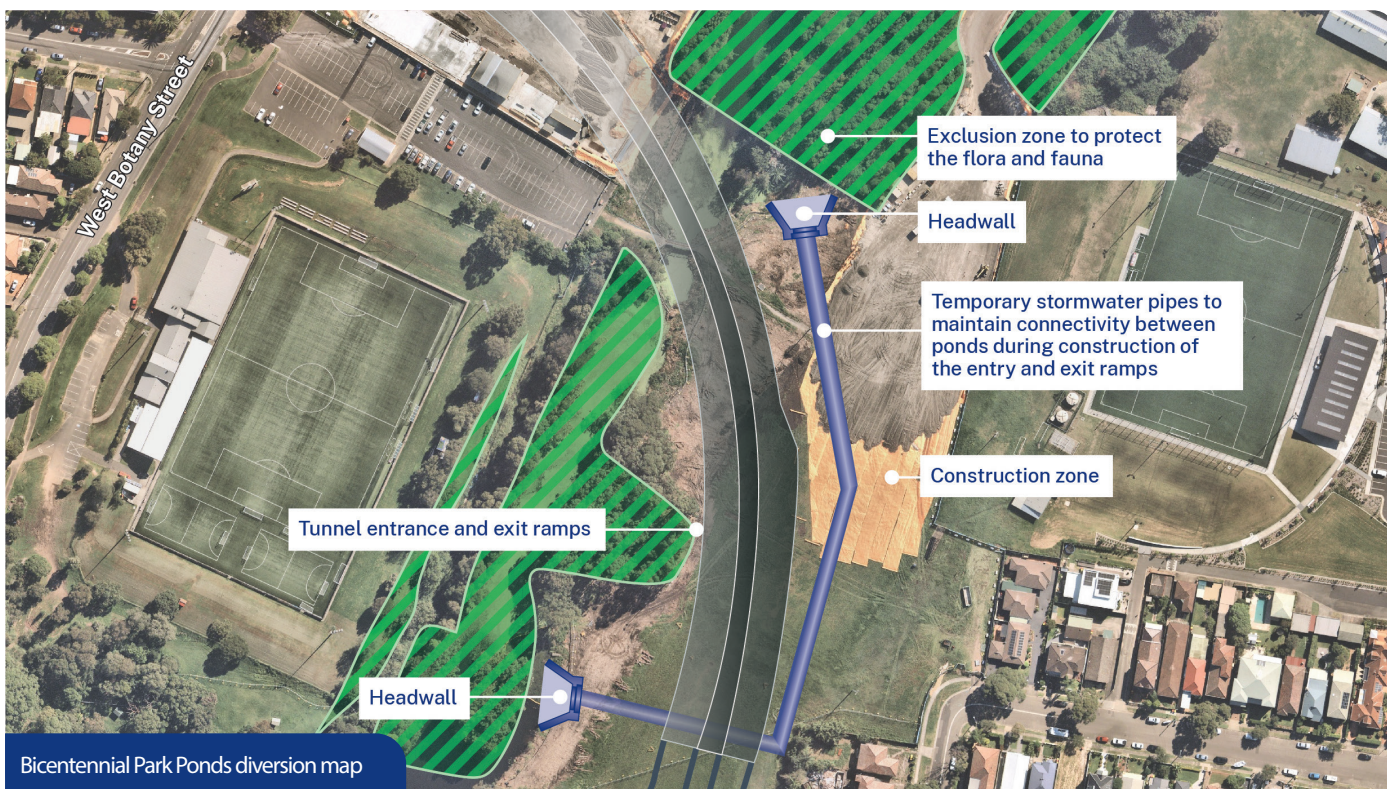 West Botany Street
Exclusion zone to protect
the flora and fauna
Headwall
Temporary stormwater pipes to
maintain connectivity between
ponds during construction of
the entry and exit ramps
Construction zone
Tunnel entrance and exit ramps
Headwall
Bicentennial Park Ponds diversion map